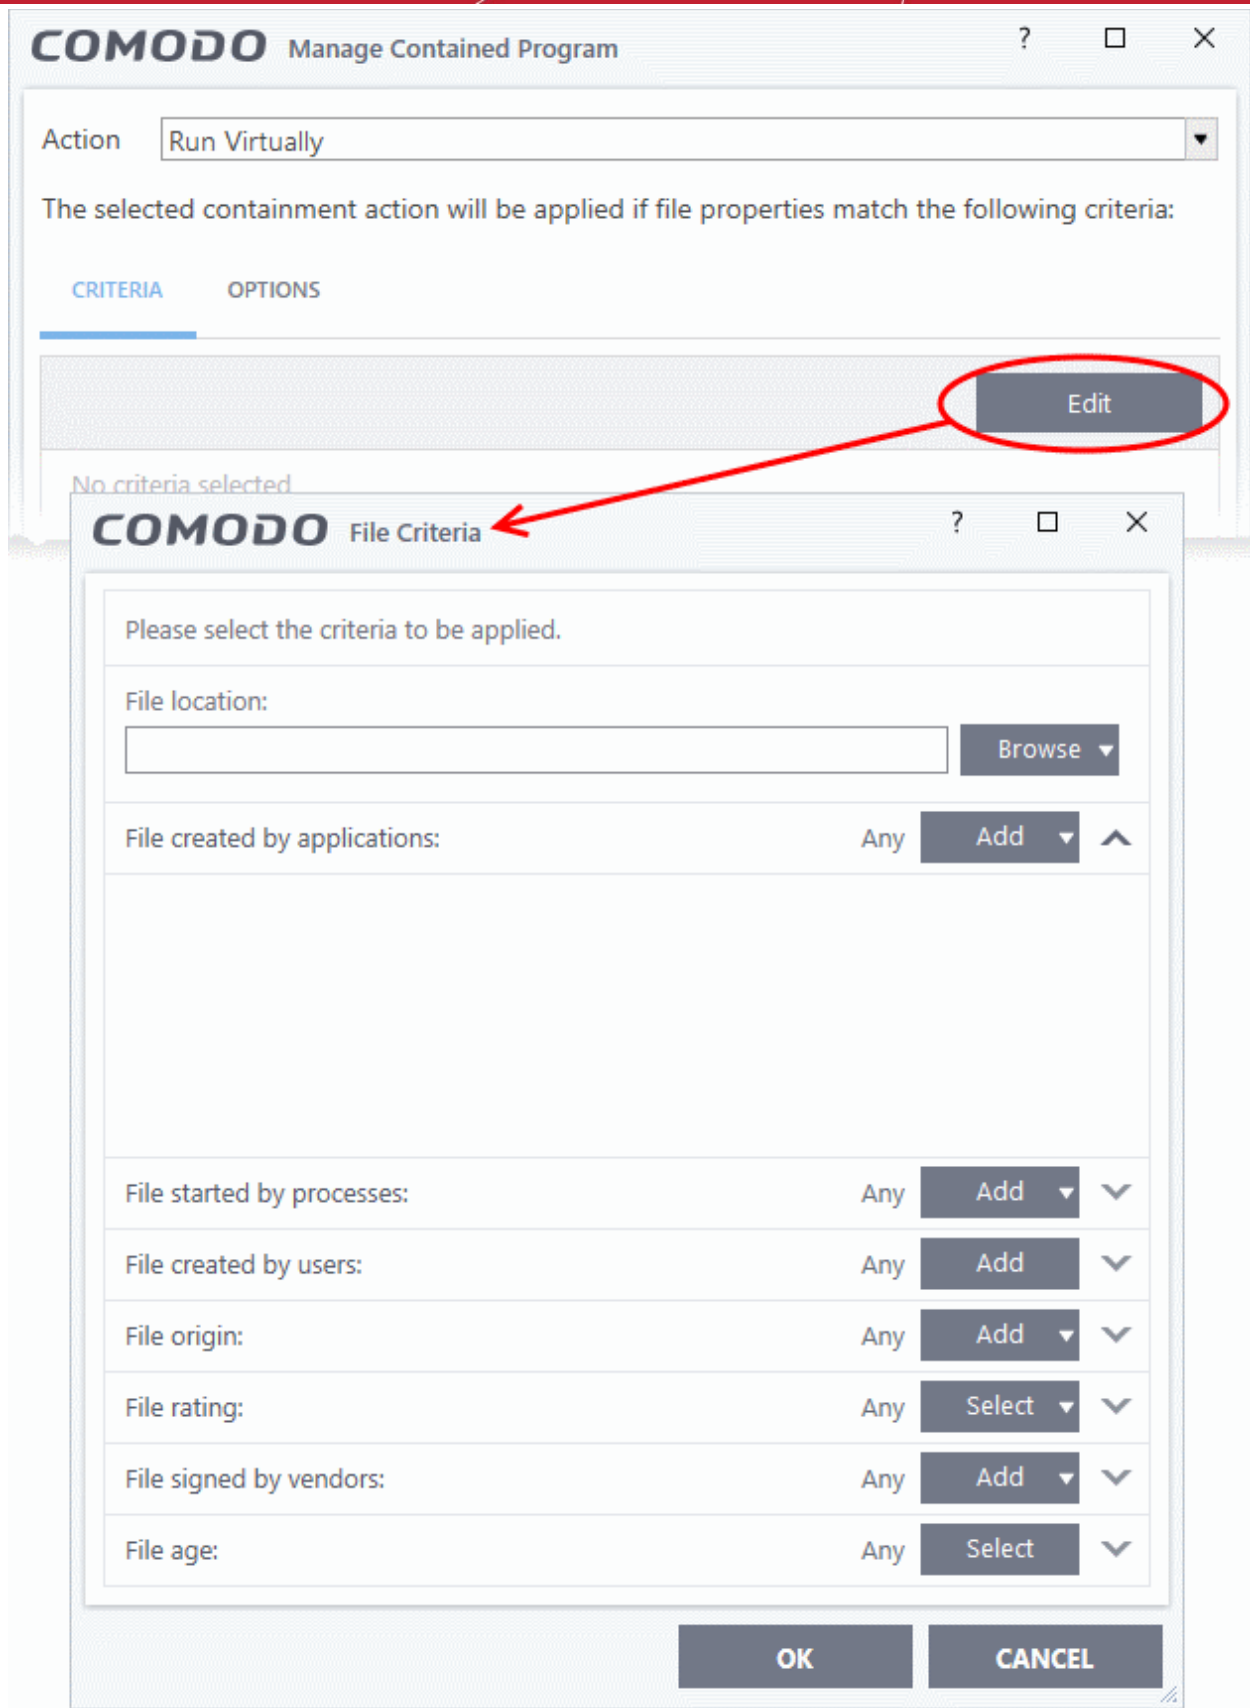 COMODO Manage Contained Program ?
Action Run Virtually
The selected containment action will be applied if file properties match the following criteria:
CRITERIA OPTIONS
Edit
No criteria selected
COMODO File Criteria ?
Please select the criteria to be applied.
File location:
Browse
File created by applications: Any Add
File started by processes: Any Add
File created by users: Any Add
File origin: Any Add
File rating: Any Select
File signed by vendors: Any Add
File age: Any Select
OK CANCEL